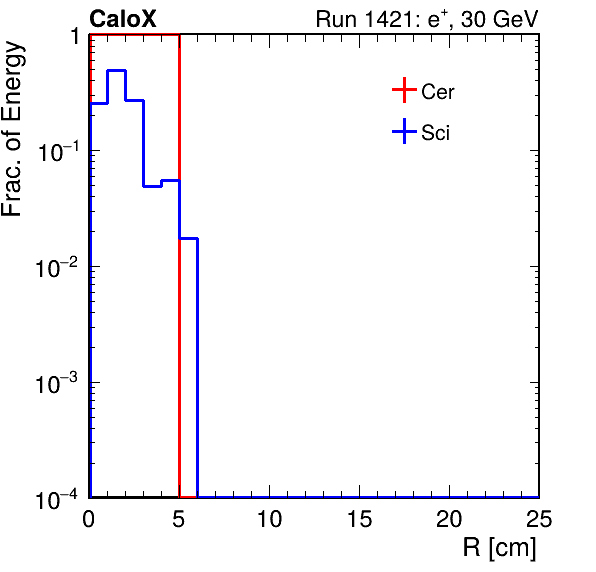 CaloX Run 1421: e⁺, 30 GeV
Frac. of Energy
Cer
Sci
1
10⁻¹
10⁻²
10⁻³
10⁻⁴
0 5 10 15 20 25
R [cm]